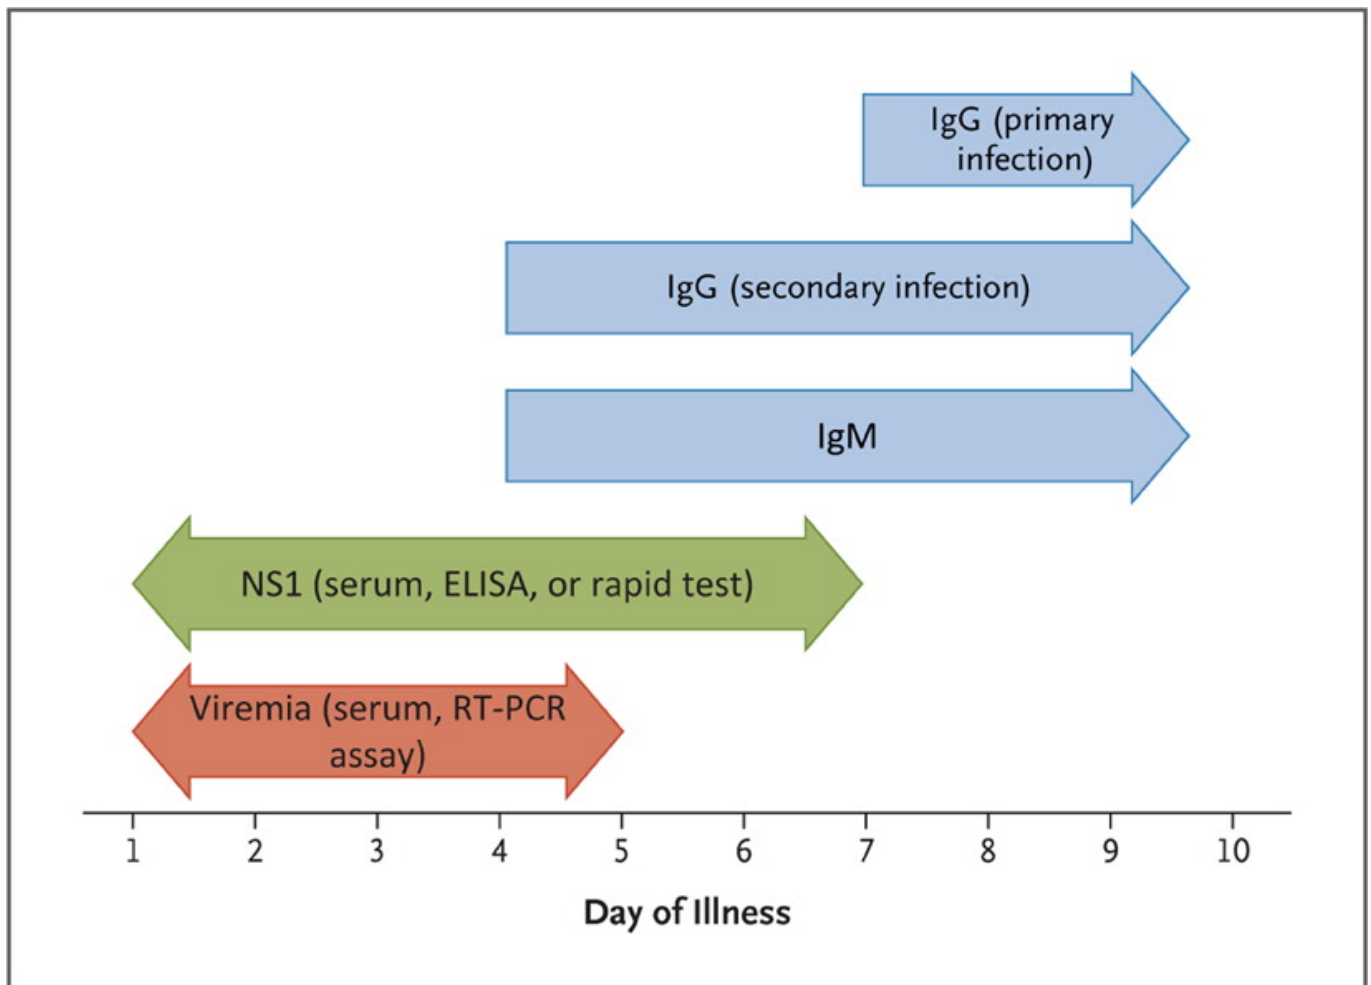 IgG (primary
infection)
IgG (secondary infection)
IgM
NS1 (serum, ELISA, or rapid test)
Viremia (serum, RT-PCR
assay)
1 2 3 4 5 6 7 8 9 10
Day of Illness